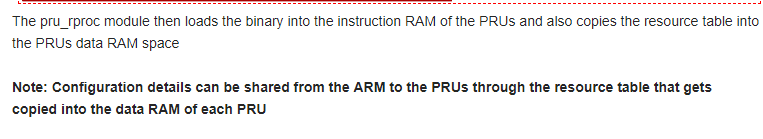 The pru_rproc module then loads the binary into the instruction RAM of the PRUs and also copies the resource table into
the PRUs data RAM space
Note: Configuration details can be shared from the ARM to the PRUs through the resource table that gets
copied into the data RAM of each PRU